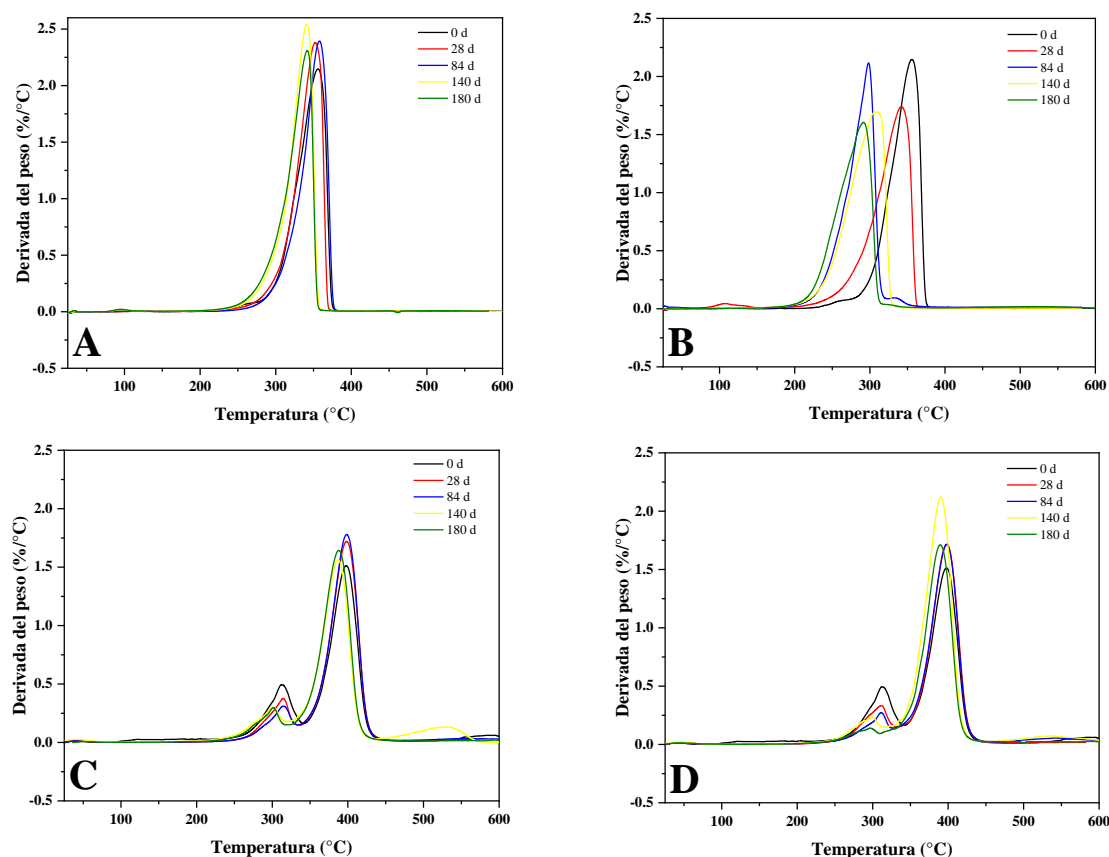 2.5
2.0
1.5
1.0
0.5
0.0
-0.5
Derivada del peso (%/°C)
0 d
28 d
84 d
140 d
180 d
A
100 200 300 400 500 600
Temperatura (°C)
2.5
2.0
1.5
1.0
0.5
0.0
-0.5
Derivada del peso (%/°C)
0 d
28 d
84 d
140 d
180 d
B
100 200 300 400 500 600
Temperatura (°C)
2.5
2.0
1.5
1.0
0.5
0.0
-0.5
Derivada del peso (%/°C)
0 d
28 d
84 d
140 d
180 d
C
100 200 300 400 500 600
Temperatura (°C)
2.5
2.0
1.5
1.0
0.5
0.0
-0.5
Derivada del peso (%/°C)
0 d
28 d
84 d
140 d
180 d
D
100 200 300 400 500 600
Temperatura (°C)